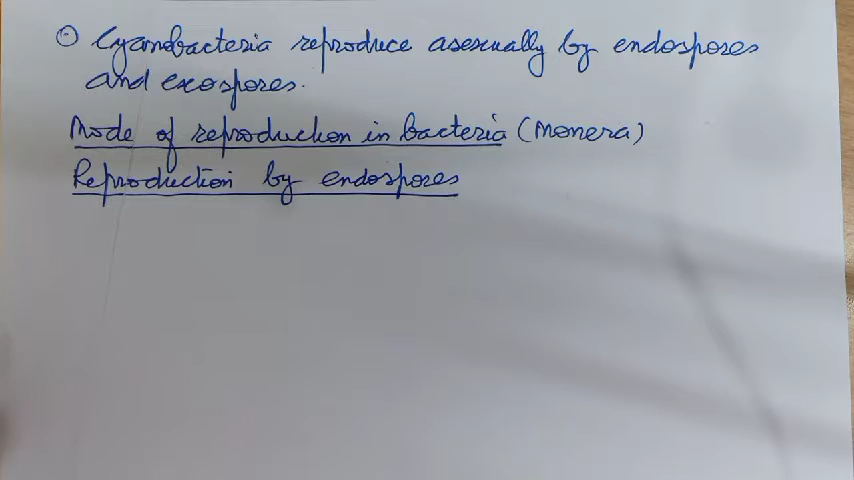 Cyanobacteria reproduce asexually by endospores
and exospores.
Mode of reproduction in bacteria (Monera)
Reproduction by endospores